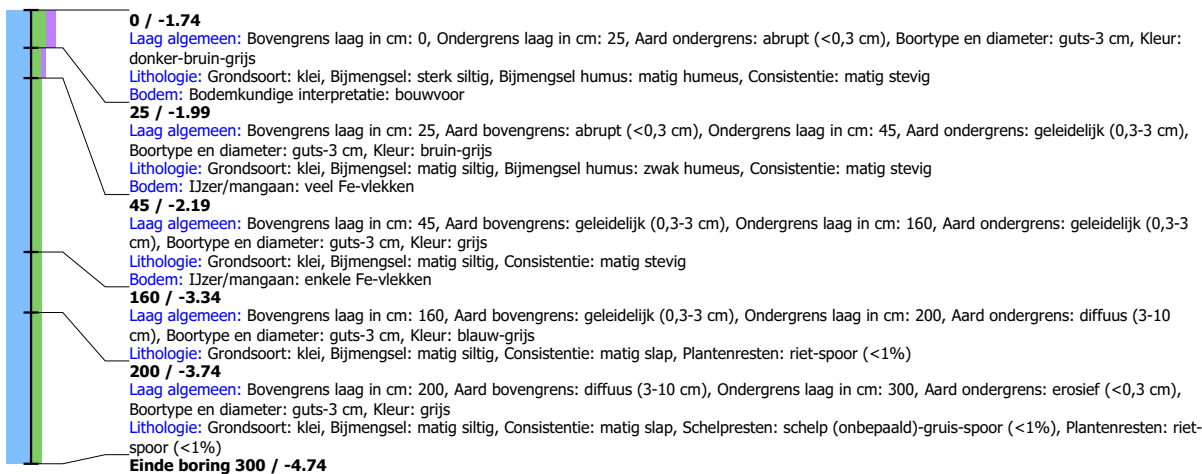 0 / -1.74
Laag algemeen: Bovengrens laag in cm: 0, Ondergrens laag in cm: 25, Aard ondergrens: abrupt (<0,3 cm), Boortype en diameter: guts-3 cm, Kleur:
donker-bruin-grijs
Lithologie: Grondsoort: klei, Bijmengsel: sterk siltig, Bijmengsel humus: matig humeus, Consistentie: matig stevig
Bodem: Bodemkundige interpretatie: bouwvoor
25 / -1.99
Laag algemeen: Bovengrens laag in cm: 25, Aard bovengrens: abrupt (<0,3 cm), Ondergrens laag in cm: 45, Aard ondergrens: geleidelijk (0,3-3 cm),
Boortype en diameter: guts-3 cm, Kleur: bruin-grijs
Lithologie: Grondsoort: klei, Bijmengsel: matig siltig, Bijmengsel humus: zwak humeus, Consistentie: matig stevig
Bodem: IJzer/mangaan: veel Fe-vlekken
45 / -2.19
Laag algemeen: Bovengrens laag in cm: 45, Aard bovengrens: geleidelijk (0,3-3 cm), Ondergrens laag in cm: 160, Aard ondergrens: geleidelijk (0,3-3
cm), Boortype en diameter: guts-3 cm, Kleur: grijs
Lithologie: Grondsoort: klei, Bijmengsel: matig siltig, Consistentie: matig stevig
Bodem: IJzer/mangaan: enkele Fe-vlekken
160 / -3.34
Laag algemeen: Bovengrens laag in cm: 160, Aard bovengrens: geleidelijk (0,3-3 cm), Ondergrens laag in cm: 200, Aard ondergrens: diffuus (3-10
cm), Boortype en diameter: guts-3 cm, Kleur: blauw-grijs
Lithologie: Grondsoort: klei, Bijmengsel: matig siltig, Consistentie: matig slap, Plantenresten: riet-spoor (<1%)
200 / -3.74
Laag algemeen: Bovengrens laag in cm: 200, Aard bovengrens: diffuus (3-10 cm), Ondergrens laag in cm: 300, Aard ondergrens: erosief (<0,3 cm),
Boortype en diameter: guts-3 cm, Kleur: grijs
Lithologie: Grondsoort: klei, Bijmengsel: matig siltig, Consistentie: matig slap, Schelpresten: schelp (onbepaald)-gruis-spoor (<1%), Plantenresten: riet-
spoor (<1%)
Einde boring 300 / -4.74